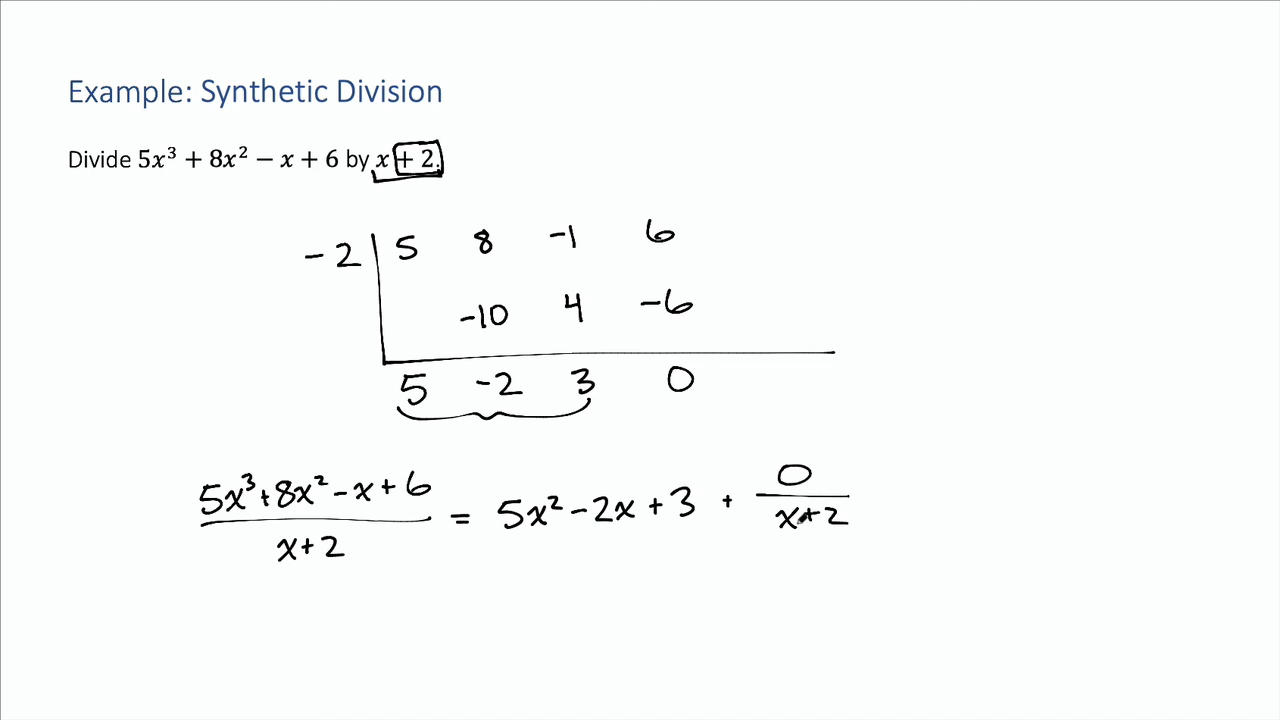 Example: Synthetic Division
Divide 5x³ + 8x² − x + 6 by x + 2.
-2 | 5 8 -1 6
-10 4 -6
5 -2 3 0
5x³+8x²-x+6 0
= 5x²-2x+3 +
x+2 x+2